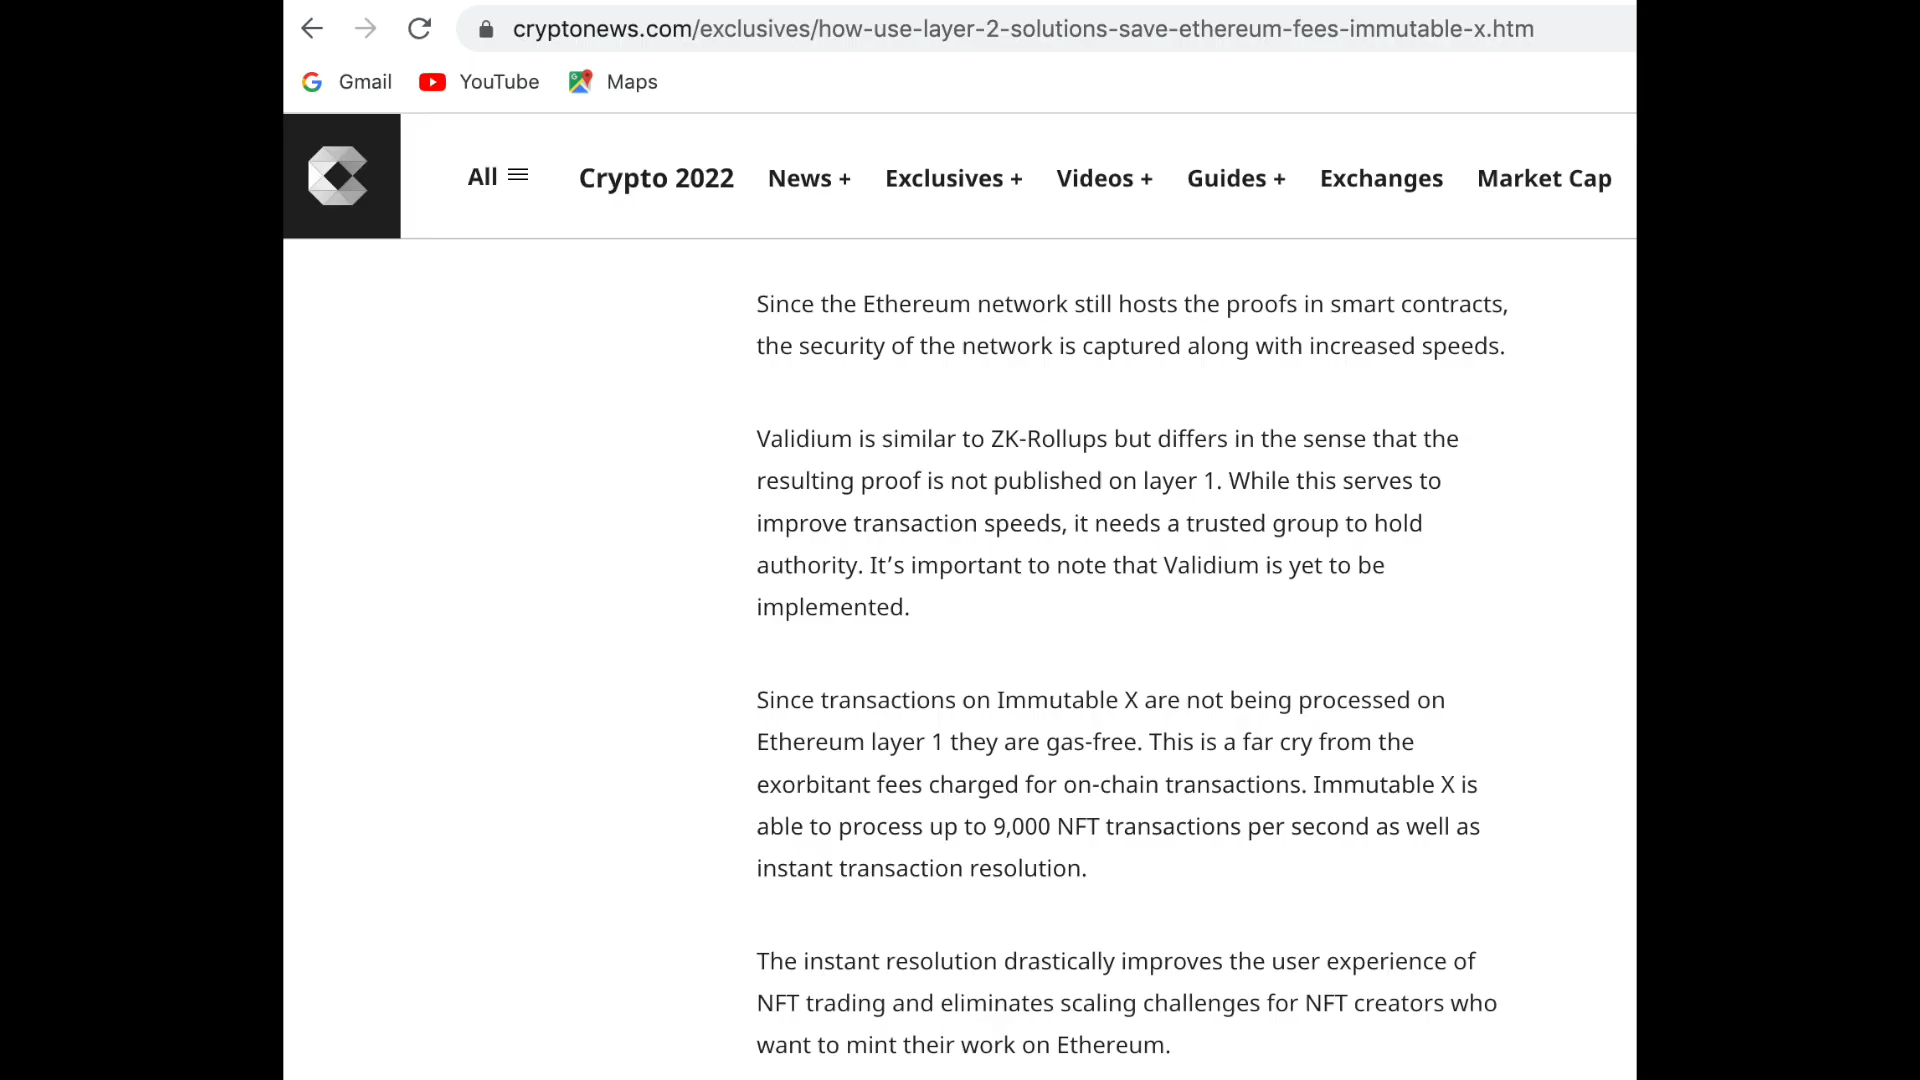 cryptonews.com/exclusives/how-use-layer-2-solutions-save-ethereum-fees-immutable-x.htm
Gmail YouTube Maps
All Crypto 2022 News + Exclusives + Videos + Guides + Exchanges Market Cap
Since the Ethereum network still hosts the proofs in smart contracts,
the security of the network is captured along with increased speeds.
Validium is similar to ZK-Rollups but differs in the sense that the
resulting proof is not published on layer 1. While this serves to
improve transaction speeds, it needs a trusted group to hold
authority. It’s important to note that Validium is yet to be
implemented.
Since transactions on Immutable X are not being processed on
Ethereum layer 1 they are gas-free. This is a far cry from the
exorbitant fees charged for on-chain transactions. Immutable X is
able to process up to 9,000 NFT transactions per second as well as
instant transaction resolution.
The instant resolution drastically improves the user experience of
NFT trading and eliminates scaling challenges for NFT creators who
want to mint their work on Ethereum.